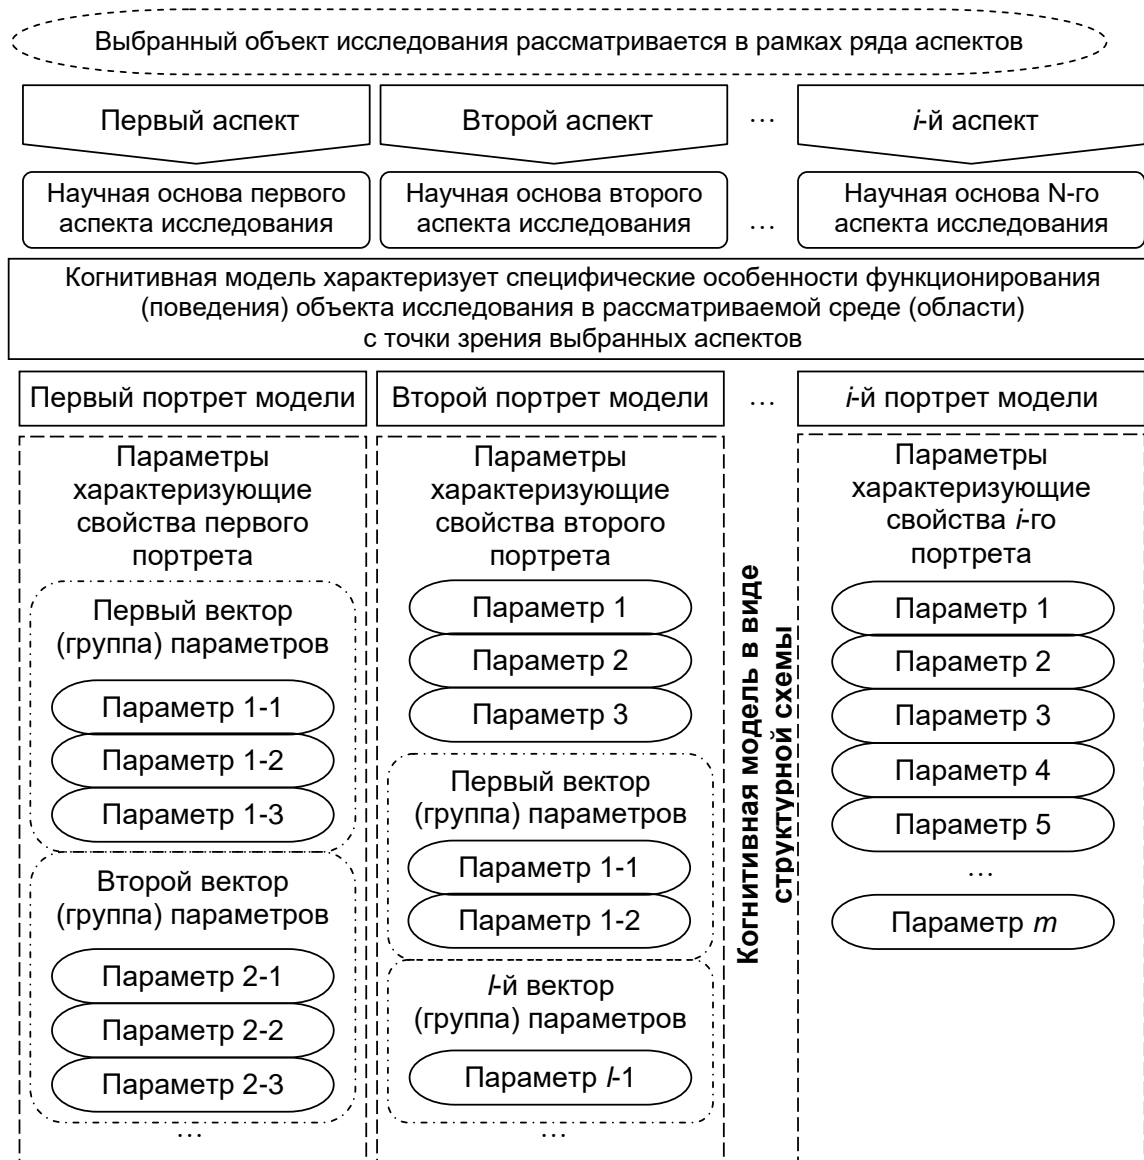 Выбранный объект исследования рассматривается в рамках ряда аспектов
Первый аспект
Второй аспект
...
i-й аспект
Научная основа первого
аспекта исследования
Научная основа второго
аспекта исследования
...
Научная основа N-го
аспекта исследования
Когнитивная модель характеризует специфические особенности функционирования
(поведения) объекта исследования в рассматриваемой среде (области)
с точки зрения выбранных аспектов
Первый портрет модели
Второй портрет модели
...
i-й портрет модели
Параметры
характеризующие
свойства первого
портрета
Первый вектор
(группа) параметров
Параметр 1-1
Параметр 1-2
Параметр 1-3
Второй вектор
(группа) параметров
Параметр 2-1
Параметр 2-2
Параметр 2-3
...
Параметры
характеризующие
свойства второго
портрета
Параметр 1
Параметр 2
Параметр 3
Первый вектор
(группа) параметров
Параметр 1-1
Параметр 1-2
l-й вектор
(группа) параметров
Параметр l-1
...
Когнитивная модель в виде
структурной схемы
Параметры
характеризующие
свойства i-го
портрета
Параметр 1
Параметр 2
Параметр 3
Параметр 4
Параметр 5
...
Параметр m